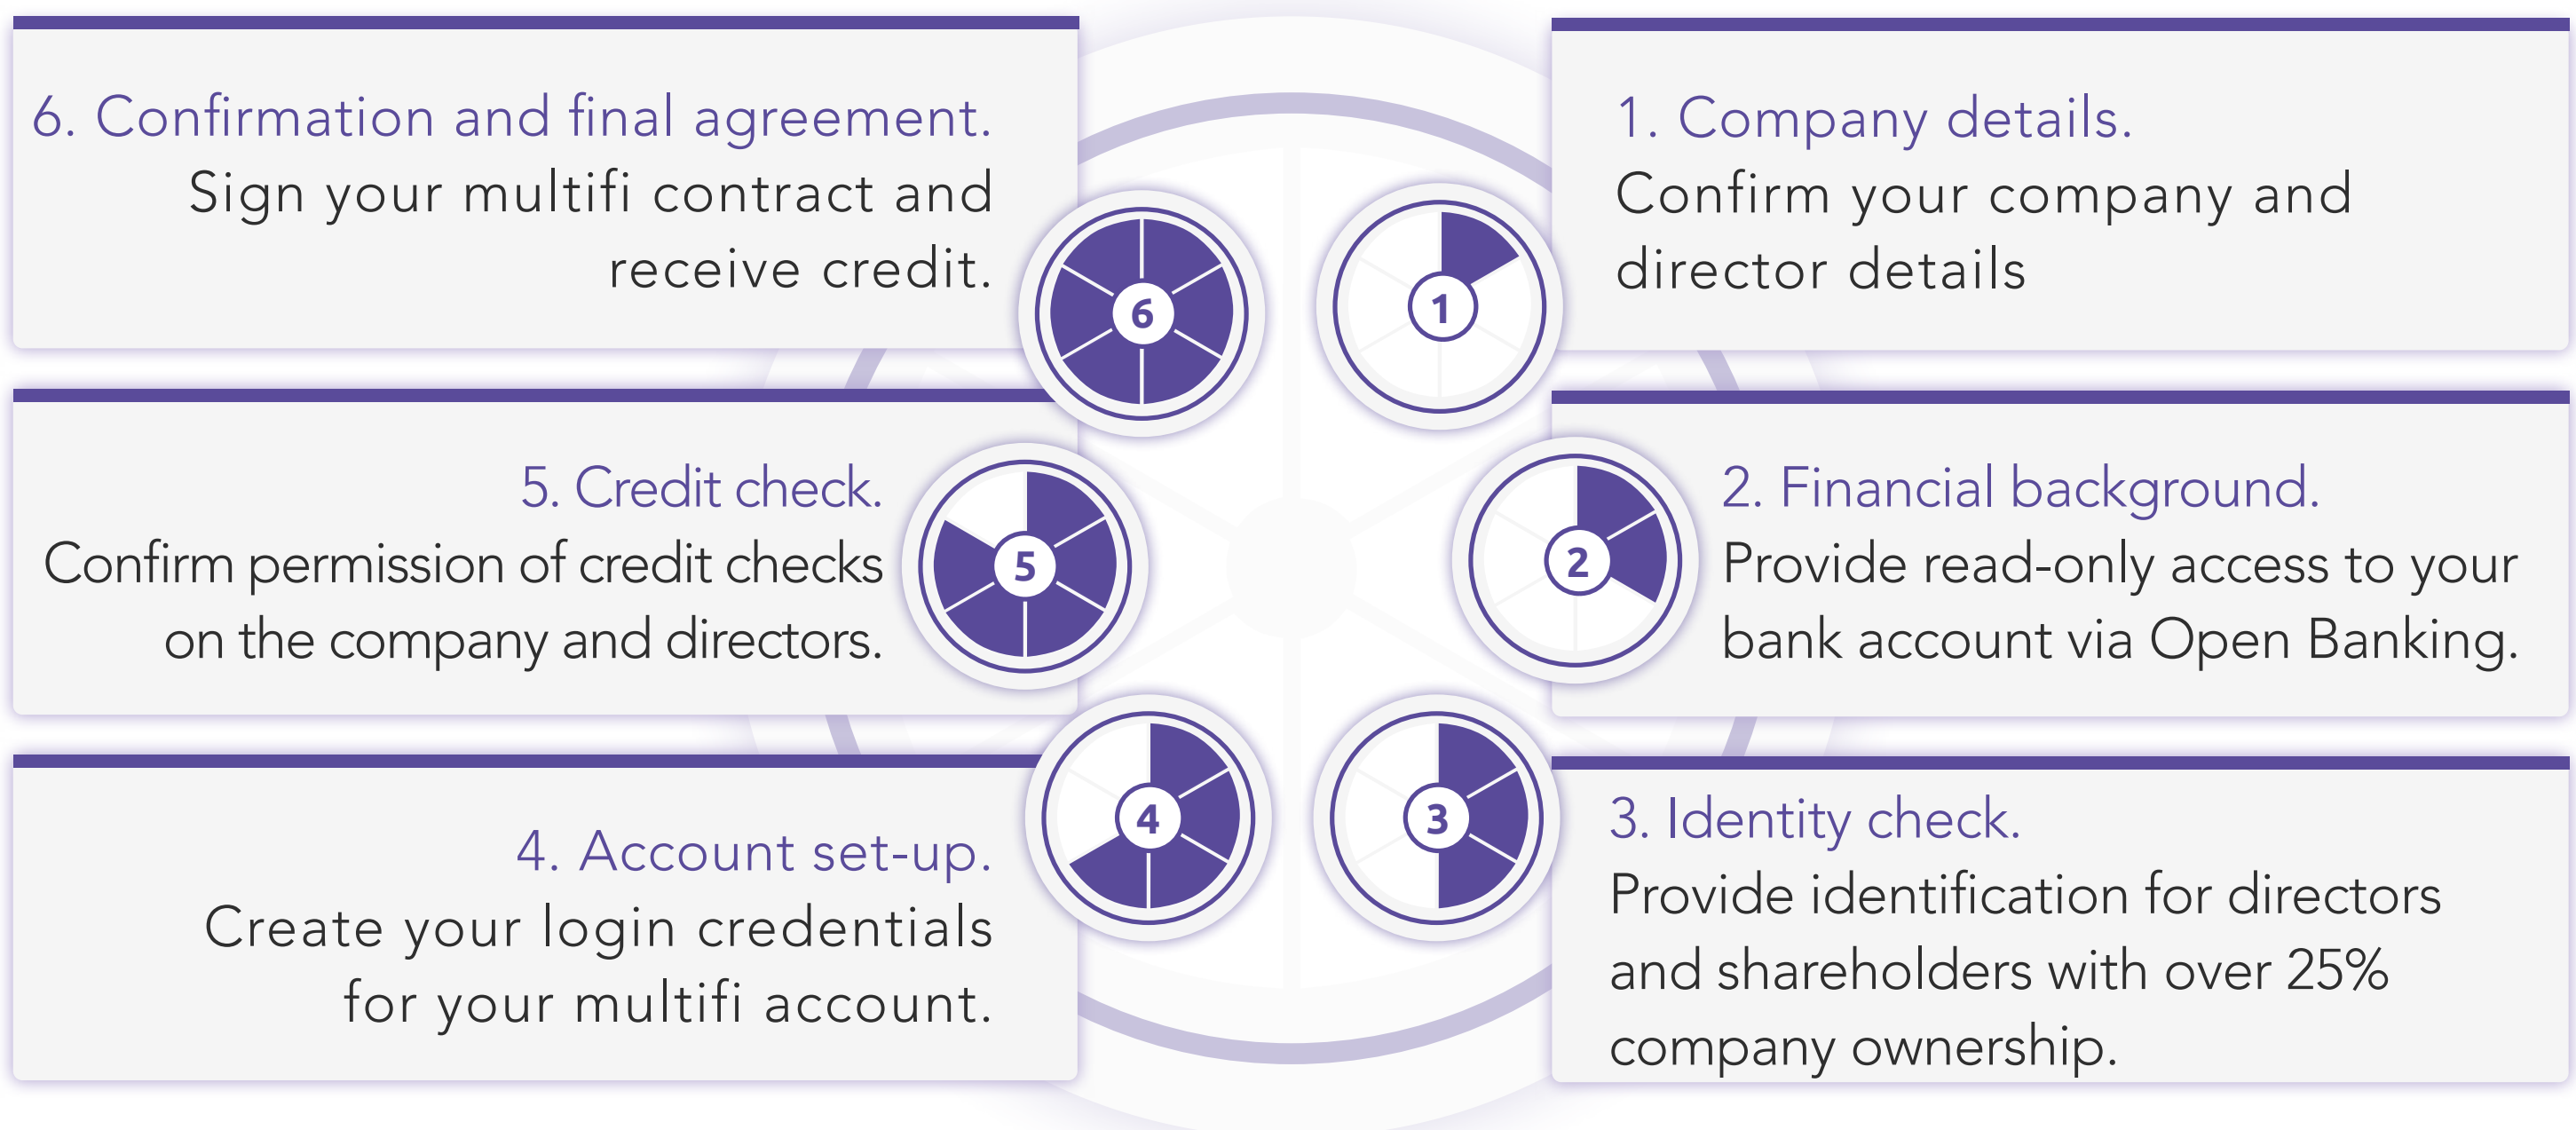 1. Company details.
Confirm your company and
director details
1
2. Financial background.
Provide read-only access to your
bank account via Open Banking.
2
3. Identity check.
Provide identification for directors
and shareholders with over 25%
company ownership.
3
4. Account set-up.
Create your login credentials
for your multifi account.
4
5. Credit check.
Confirm permission of credit checks
on the company and directors.
5
6. Confirmation and final agreement.
Sign your multifi contract and
receive credit.
6